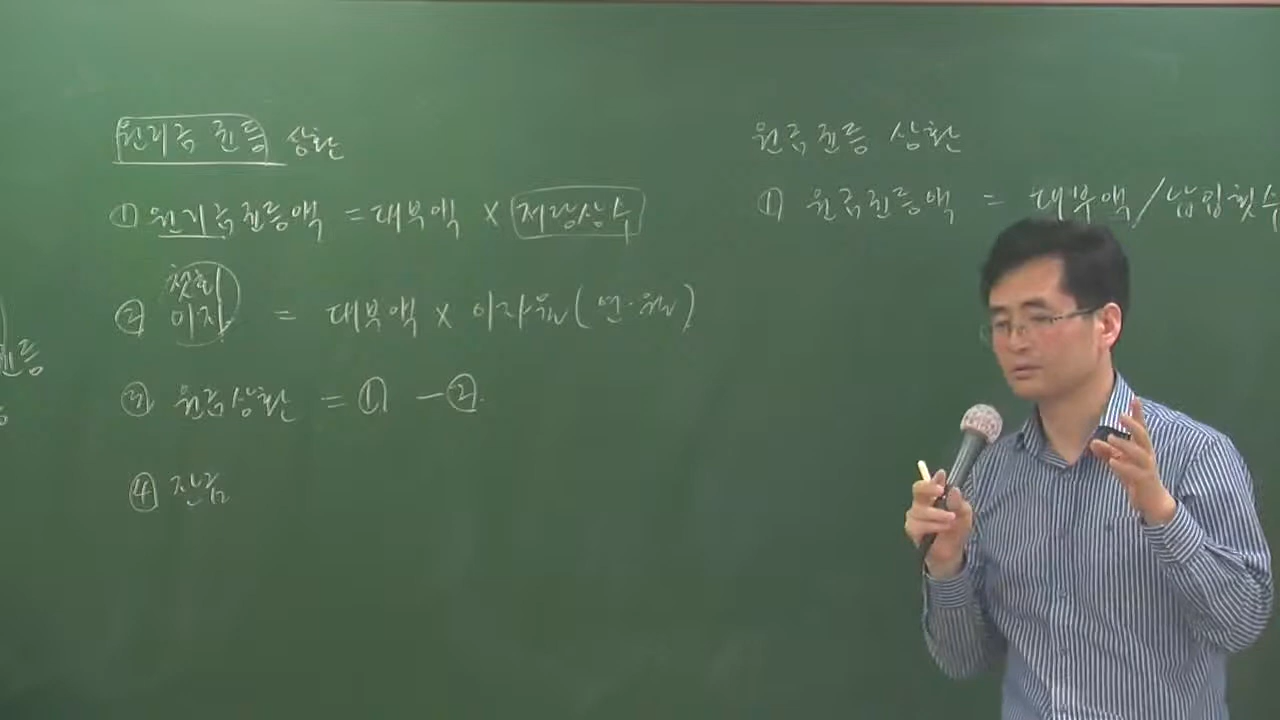 원리금 균등 상환
① 원리금균등액 = 대부액 × 저당상수
② 첫회 이자 = 대부액 × 이자율(연·월)
③ 원금상환 = ① - ②
④ 잔금
원금균등 상환
① 원금균등액 = 대부액/납입횟수
균등